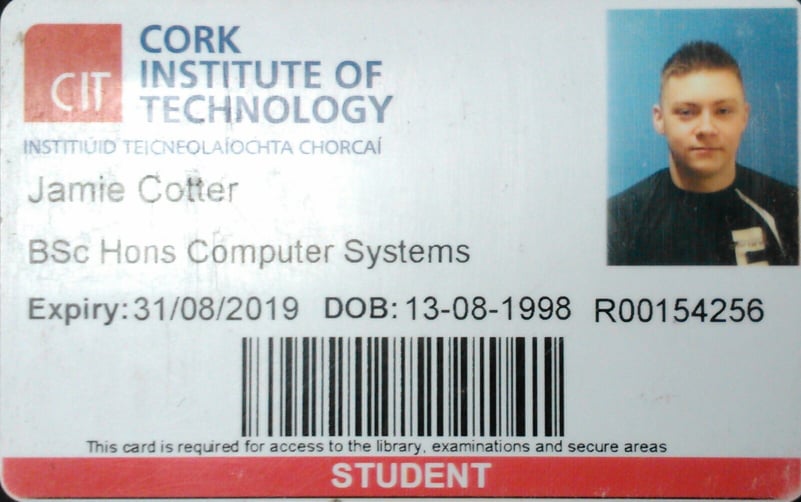 CIT
CORK
INSTITUTE OF
TECHNOLOGY
INSTITIÚID TEICNEOLAÍOCHTA CHORCAÍ
Jamie Cotter
BSc Hons Computer Systems
Expiry: 31/08/2019 DOB: 13-08-1998 R00154256
This card is required for access to the library, examinations and secure areas
STUDENT